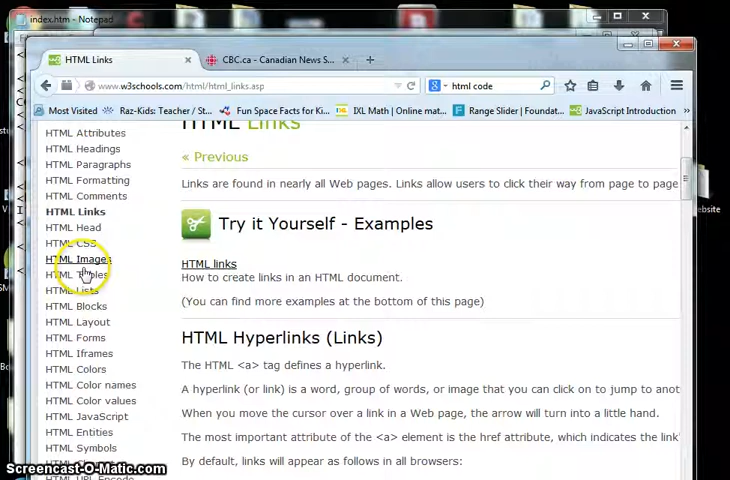 index.htm - Notepad
HTML Links
CBC.ca - Canadian News S...
www.w3schools.com/html/html_links.asp
html code
Most Visited
Raz-Kids: Teacher / St...
Fun Space Facts for Ki...
IXL Math | Online mat...
Range Slider | Foundat...
JavaScript Introduction
HTML Attributes
HTML Headings
HTML Paragraphs
HTML Formatting
HTML Comments
HTML Links
HTML Head
HTML CSS
HTML Images
HTML
HTML Lists
HTML Blocks
HTML Layout
HTML Forms
HTML Iframes
HTML Colors
HTML Color names
HTML Color values
HTML JavaScript
HTML Entities
HTML Symbols
HTML URL Encode
HTML Links
« Previous
Links are found in nearly all Web pages. Links allow users to click their way from page to page
Try it Yourself - Examples
HTML links
How to create links in an HTML document.
(You can find more examples at the bottom of this page)
HTML Hyperlinks (Links)
The HTML <a> tag defines a hyperlink.
A hyperlink (or link) is a word, group of words, or image that you can click on to jump to anot
When you move the cursor over a link in a Web page, the arrow will turn into a little hand.
The most important attribute of the <a> element is the href attribute, which indicates the link'
By default, links will appear as follows in all browsers:
Screencast-O-Matic.com